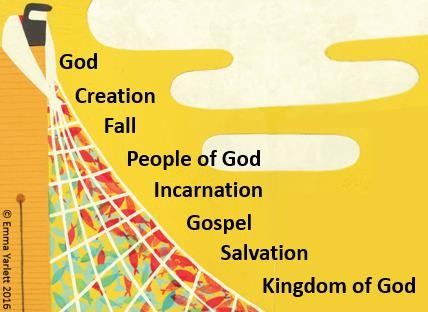 God
Creation
Fall
People of God
Incarnation
Gospel
Salvation
Kingdom of God
© Emma Yarlett 2016